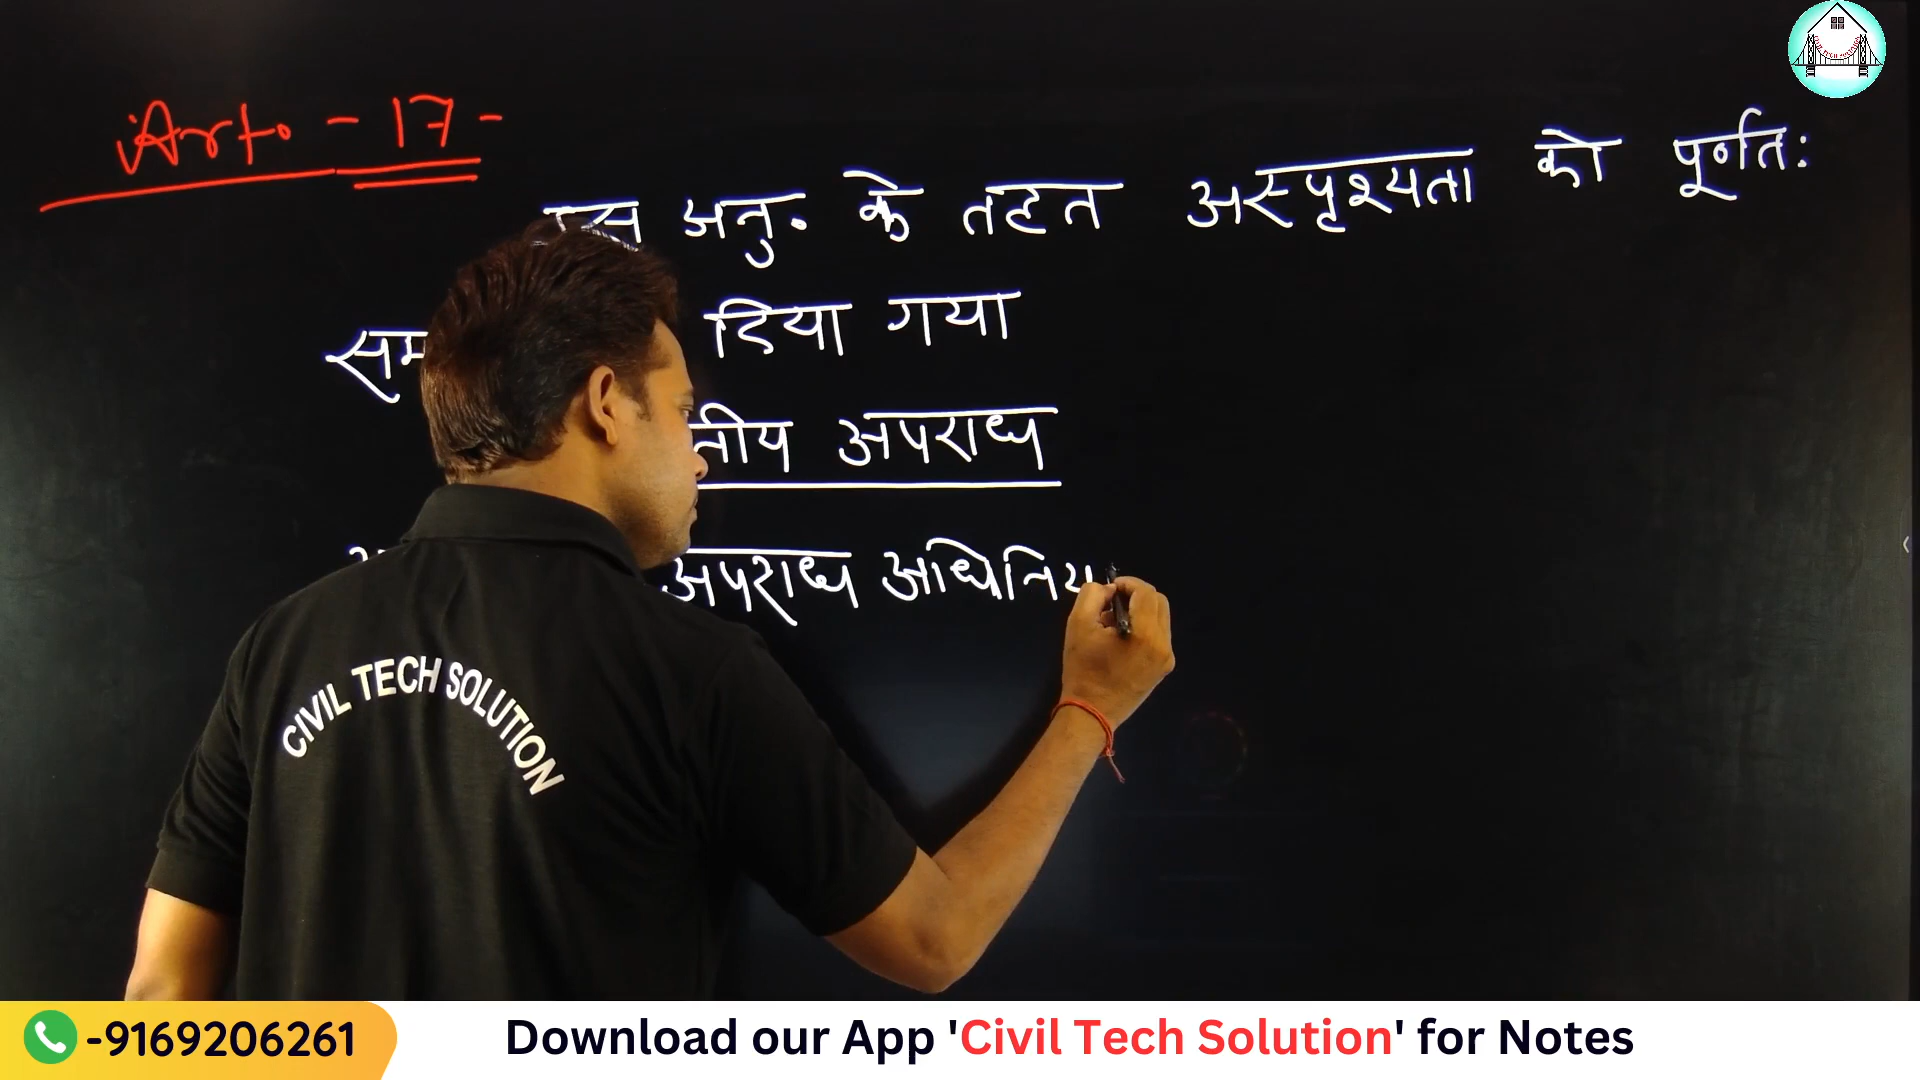 Art. - 17 -
अनु. के तहत अस्पृश्यता को पूर्णतः
दिया गया
अपराध
अपराध अधिनिय
CIVIL TECH SOLUTION
-9169206261 Download our App 'Civil Tech Solution' for Notes